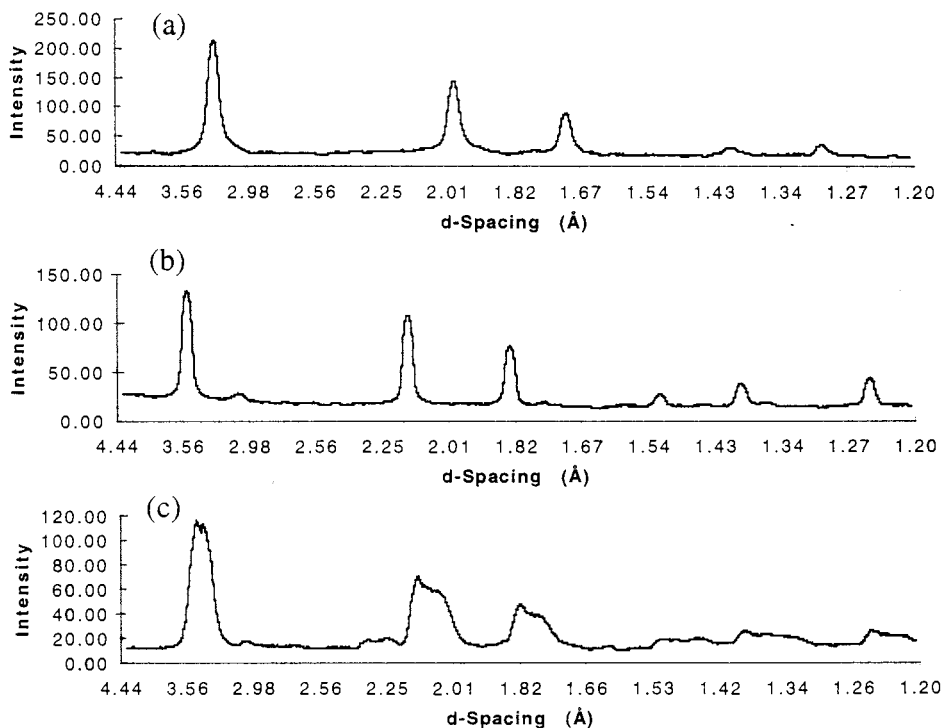 (a)
Intensity
250.00
200.00
150.00
100.00
50.00
0.00
4.44 3.56 2.98 2.56 2.25 2.01 1.82 1.67 1.54 1.43 1.34 1.27 1.20
d-Spacing (Å)
(b)
Intensity
150.00
100.00
50.00
0.00
4.44 3.56 2.98 2.56 2.25 2.01 1.82 1.67 1.54 1.43 1.34 1.27 1.20
d-Spacing (Å)
(c)
Intensity
120.00
100.00
80.00
60.00
40.00
20.00
0.00
4.44 3.56 2.98 2.56 2.25 2.01 1.82 1.66 1.53 1.42 1.34 1.26 1.20
d-Spacing (Å)